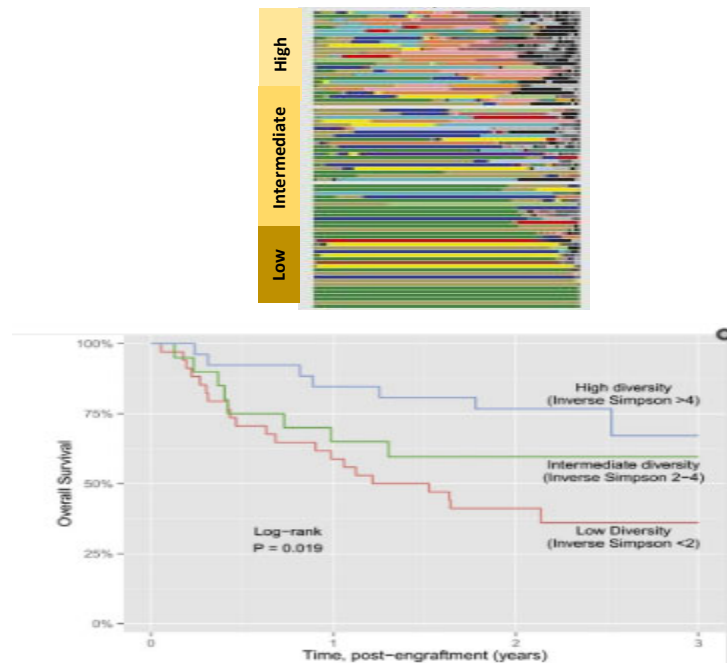 High
Intermediate
Low
100%
75%
50%
25%
0%
Overall Survival
High diversity
(Inverse Simpson >4)
Intermediate diversity
(Inverse Simpson 2–4)
Low Diversity
(Inverse Simpson <2)
Log–rank
P = 0.019
0 1 2 3
Time, post–engraftment (years)